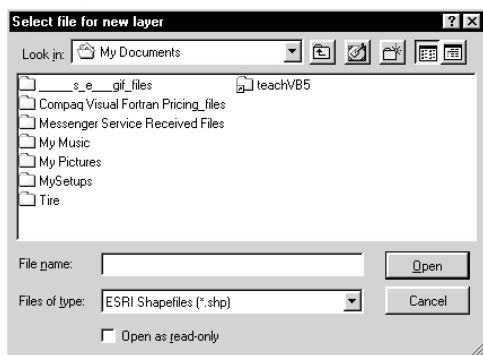 Select file for new layer
Look in: My Documents
_____s_e___gif_files
Compaq Visual Fortran Pricing_files
Messenger Service Received Files
My Music
My Pictures
MySetups
Tire
teachVB5
File name:
Open
Files of type: ESRI Shapefiles (*.shp)
Cancel
Open as read-only